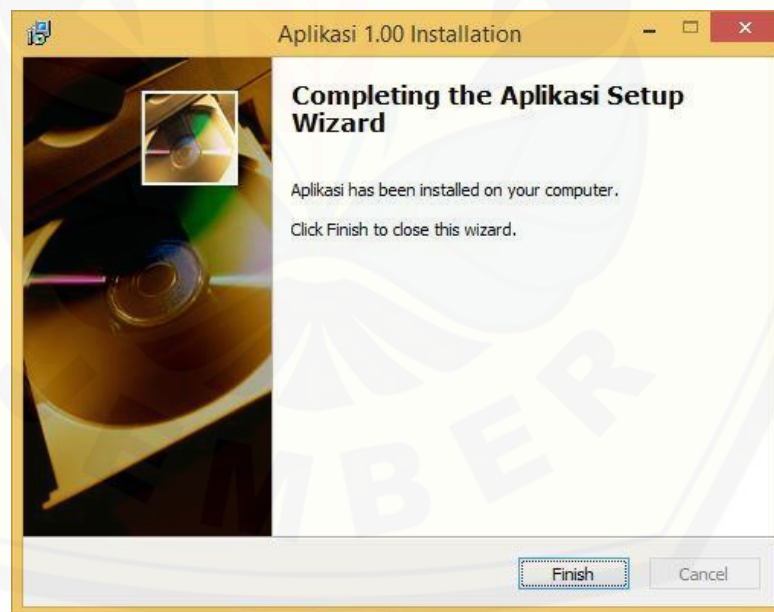 Aplikasi 1.00 Installation
Completing the Aplikasi Setup
Wizard
Aplikasi has been installed on your computer.
Click Finish to close this wizard.
EMBER
Finish
Cancel